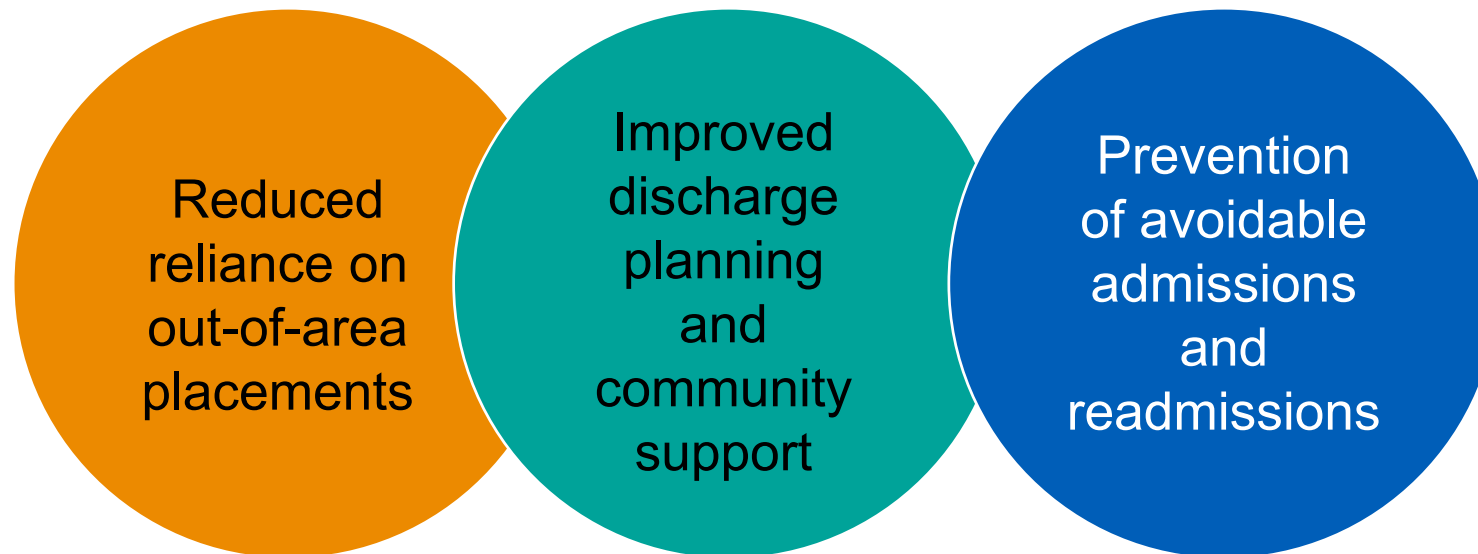 Reduced
reliance on
out-of-area
placements
Improved
discharge
planning
and
community
support
Prevention
of avoidable
admissions
and
readmissions